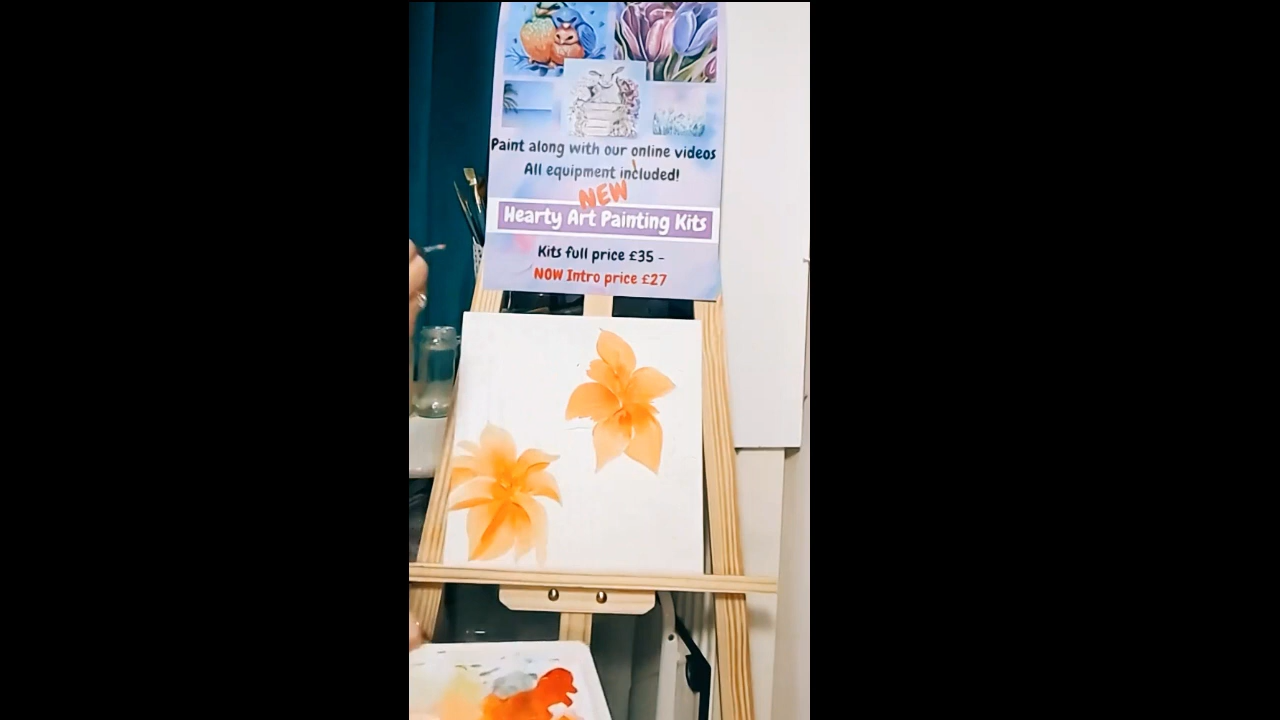 Paint along with our online videos
All equipment included!
NEW
Hearty Art Painting Kits
Kits full price £35 -
NOW Intro price £27